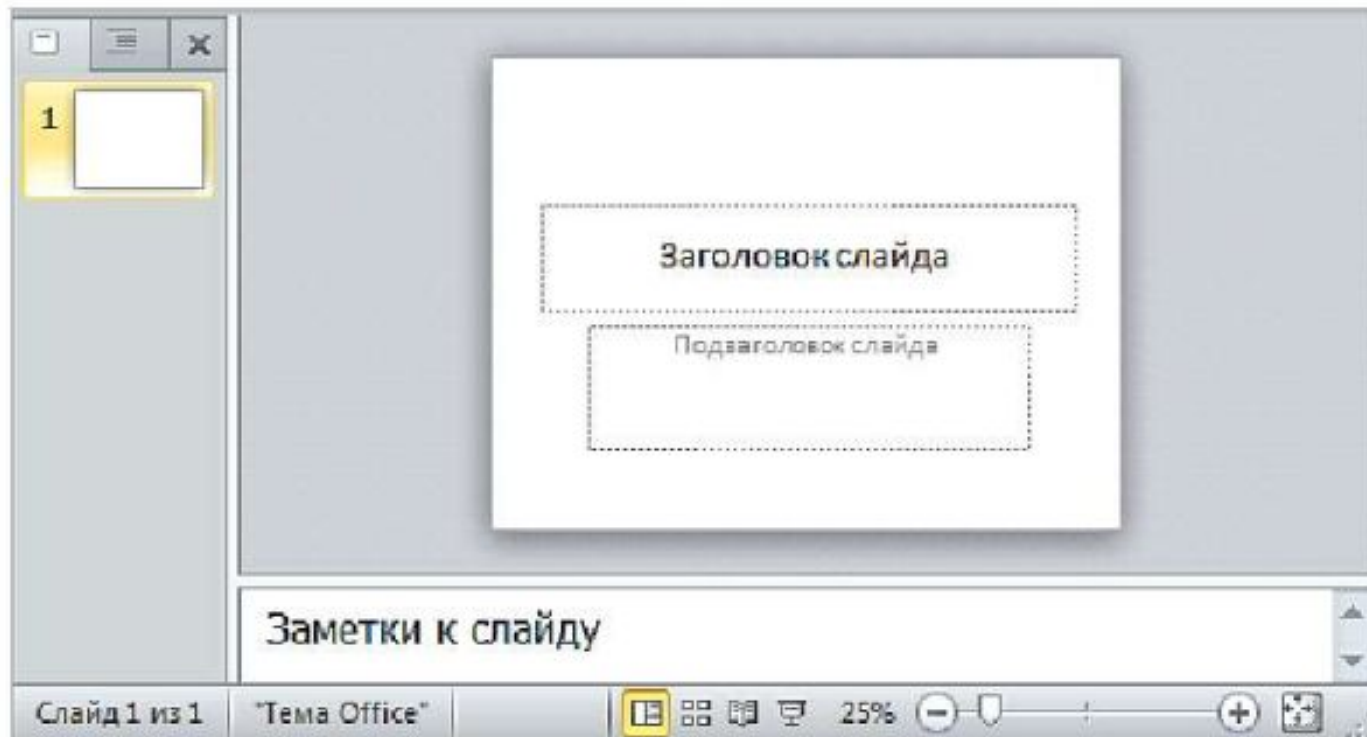 1
Заголовок слайда
Подзаголовок слайда
Заметки к слайду
Слайд 1 из 1 "Тема Office" 25%